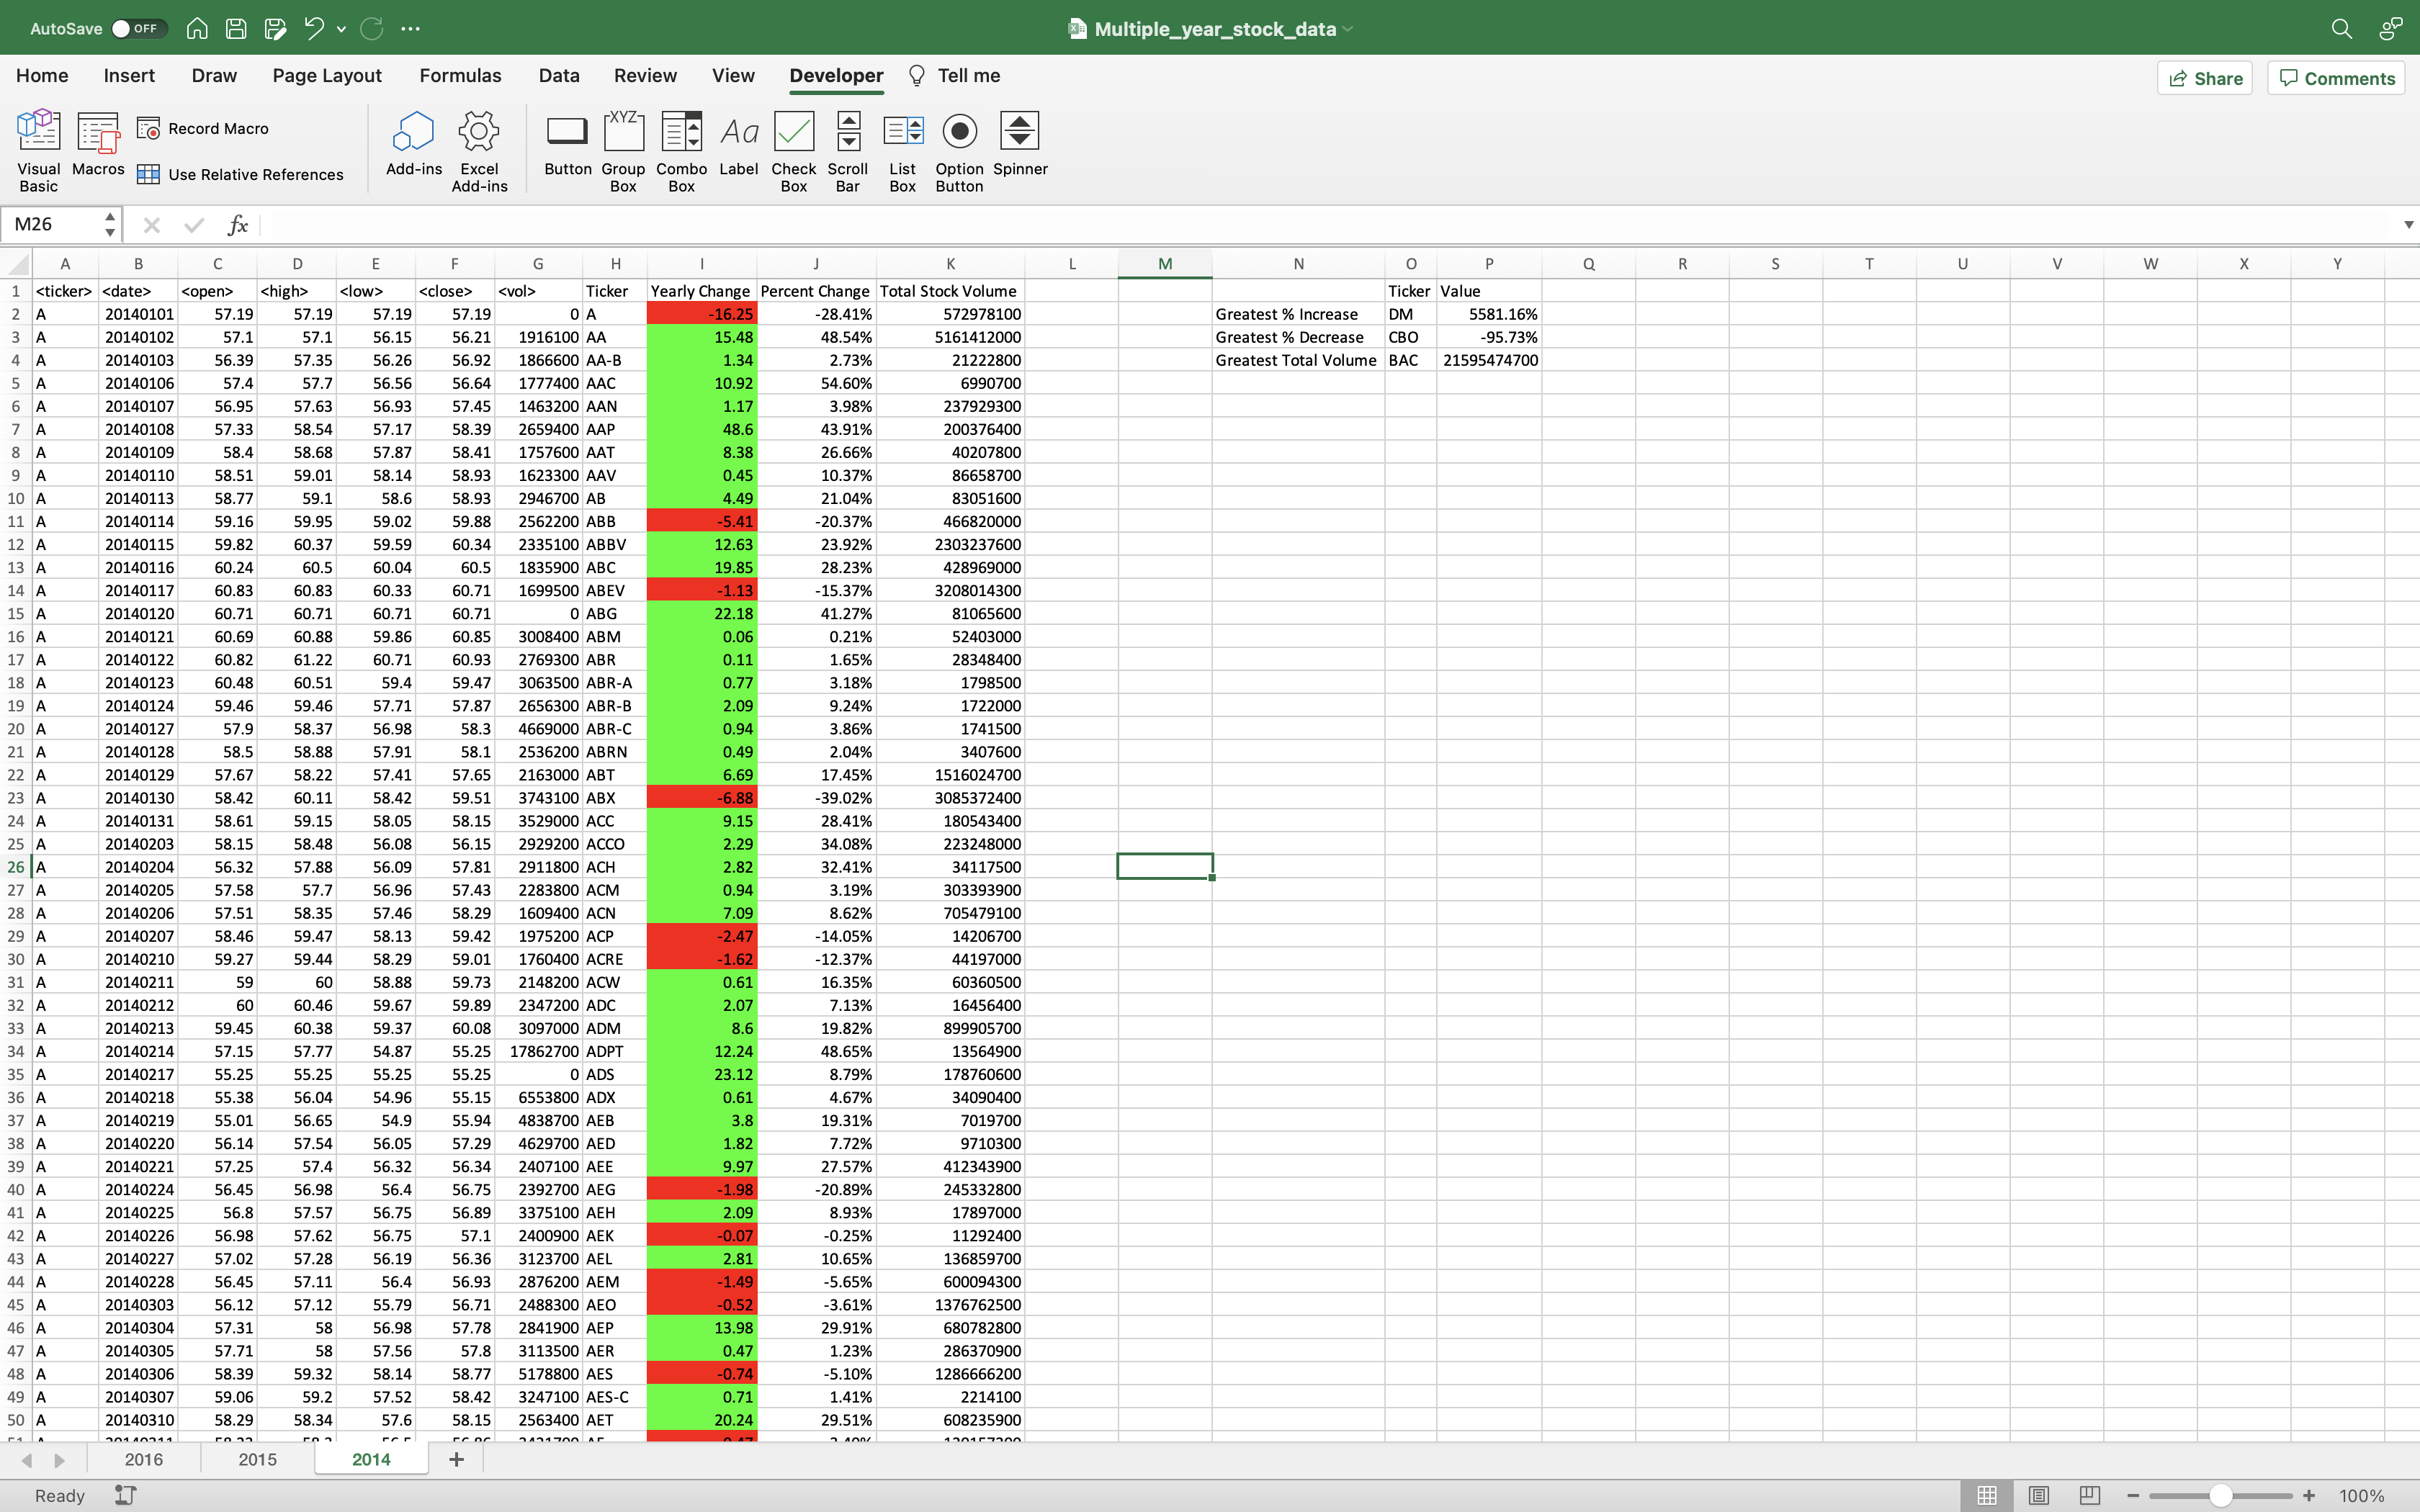 AutoSave OFF Multiple_year_stock_data
Home Insert Draw Page Layout Formulas Data Review View Developer Tell me Share Comments
Visual Basic Macros Record Macro Use Relative References Add-ins Excel Add-ins Button Group Box Combo Box Label Check Box Scroll Bar List Box Option Button Spinner
M26 fx
A B C D E F G H I J K L M N O P Q R S T U V W X Y
1 <ticker> <date> <open> <high> <low> <close> <vol> Ticker Yearly Change Percent Change Total Stock Volume Ticker Value
2 A 20140101 57.19 57.19 57.19 57.19 0 A -16.25 -28.41% 572978100 Greatest % Increase DM 5581.16%
3 A 20140102 57.1 57.1 56.15 56.21 1916100 AA 15.48 48.54% 5161412000 Greatest % Decrease CBO -95.73%
4 A 20140103 56.39 57.35 56.26 56.92 1866600 AA-B 1.34 2.73% 21222800 Greatest Total Volume BAC 21595474700
5 A 20140106 57.4 57.7 56.56 56.64 1777400 AAC 10.92 54.60% 6990700
6 A 20140107 56.95 57.63 56.93 57.45 1463200 AAN 1.17 3.98% 237929300
7 A 20140108 57.33 58.54 57.17 58.39 2659400 AAP 48.6 43.91% 200376400
8 A 20140109 58.4 58.68 57.87 58.41 1757600 AAT 8.38 26.66% 40207800
9 A 20140110 58.51 59.01 58.14 58.93 1623300 AAV 0.45 10.37% 86658700
10 A 20140113 58.77 59.1 58.6 58.93 2946700 AB 4.49 21.04% 83051600
11 A 20140114 59.16 59.95 59.02 59.88 2562200 ABB -5.41 -20.37% 466820000
12 A 20140115 59.82 60.37 59.59 60.34 2335100 ABBV 12.63 23.92% 2303237600
13 A 20140116 60.24 60.5 60.04 60.5 1835900 ABC 19.85 28.23% 428969000
14 A 20140117 60.83 60.83 60.33 60.71 1699500 ABEV -1.13 -15.37% 3208014300
15 A 20140120 60.71 60.71 60.71 60.71 0 ABG 22.18 41.27% 81065600
16 A 20140121 60.69 60.88 59.86 60.85 3008400 ABM 0.06 0.21% 52403000
17 A 20140122 60.82 61.22 60.71 60.93 2769300 ABR 0.11 1.65% 28348400
18 A 20140123 60.48 60.51 59.4 59.47 3063500 ABR-A 0.77 3.18% 1798500
19 A 20140124 59.46 59.46 57.71 57.87 2656300 ABR-B 2.09 9.24% 1722000
20 A 20140127 57.9 58.37 56.98 58.3 4669000 ABR-C 0.94 3.86% 1741500
21 A 20140128 58.5 58.88 57.91 58.1 2536200 ABRN 0.49 2.04% 3407600
22 A 20140129 57.67 58.22 57.41 57.65 2163000 ABT 6.69 17.45% 1516024700
23 A 20140130 58.42 60.11 58.42 59.51 3743100 ABX -6.88 -39.02% 3085372400
24 A 20140131 58.61 59.15 58.05 58.15 3529000 ACC 9.15 28.41% 180543400
25 A 20140203 58.15 58.48 56.08 56.15 2929200 ACCO 2.29 34.08% 223248000
26 A 20140204 56.32 57.88 56.09 57.81 2911800 ACH 2.82 32.41% 34117500
27 A 20140205 57.58 57.7 56.96 57.43 2283800 ACM 0.94 3.19% 303393900
28 A 20140206 57.51 58.35 57.46 58.29 1609400 ACN 7.09 8.62% 705479100
29 A 20140207 58.46 59.47 58.13 59.42 1975200 ACP -2.47 -14.05% 14206700
30 A 20140210 59.27 59.44 58.29 59.01 1760400 ACRE -1.62 -12.37% 44197000
31 A 20140211 59 60 58.88 59.73 2148200 ACW 0.61 16.35% 60360500
32 A 20140212 60 60.46 59.67 59.89 2347200 ADC 2.07 7.13% 16456400
33 A 20140213 59.45 60.38 59.37 60.08 3097000 ADM 8.6 19.82% 899905700
34 A 20140214 57.15 57.77 54.87 55.25 17862700 ADPT 12.24 48.65% 13564900
35 A 20140217 55.25 55.25 55.25 55.25 0 ADS 23.12 8.79% 178760600
36 A 20140218 55.38 56.04 54.96 55.15 6553800 ADX 0.61 4.67% 34090400
37 A 20140219 55.01 56.65 54.9 55.94 4838700 AEB 3.8 19.31% 7019700
38 A 20140220 56.14 57.54 56.05 57.29 4629700 AED 1.82 7.72% 9710300
39 A 20140221 57.25 57.4 56.32 56.34 2407100 AEE 9.97 27.57% 412343900
40 A 20140224 56.45 56.98 56.4 56.75 2392700 AEG -1.98 -20.89% 245332800
41 A 20140225 56.8 57.57 56.75 56.89 3375100 AEH 2.09 8.93% 17897000
42 A 20140226 56.98 57.62 56.75 57.1 2400900 AEK -0.07 -0.25% 11292400
43 A 20140227 57.02 57.28 56.19 56.36 3123700 AEL 2.81 10.65% 136859700
44 A 20140228 56.45 57.11 56.4 56.93 2876200 AEM -1.49 -5.65% 600094300
45 A 20140303 56.12 57.12 55.79 56.71 2488300 AEO -0.52 -3.61% 1376762500
46 A 20140304 57.31 58 56.98 57.78 2841900 AEP 13.98 29.91% 680782800
47 A 20140305 57.71 58 57.56 57.8 3113500 AER 0.47 1.23% 286370900
48 A 20140306 58.39 59.32 58.14 58.77 5178800 AES -0.74 -5.10% 1286666200
49 A 20140307 59.06 59.2 57.52 58.42 3247100 AES-C 0.71 1.41% 2214100
50 A 20140310 58.29 58.34 57.6 58.15 2563400 AET 20.24 29.51% 608235900
2016 2015 2014 +
Ready 100%